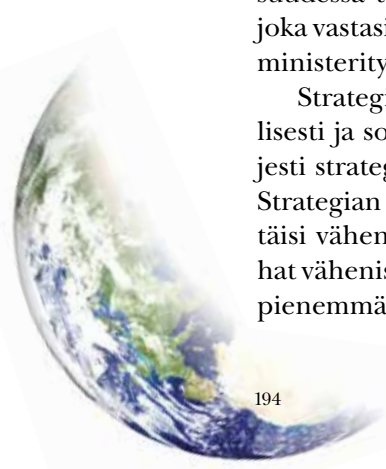 suudessa t
joka vastasi
ministerity
Strategi
lisesti ja so
jesti strateg
Strategian
täisi vähen
hat vähenis
pienemmä
194